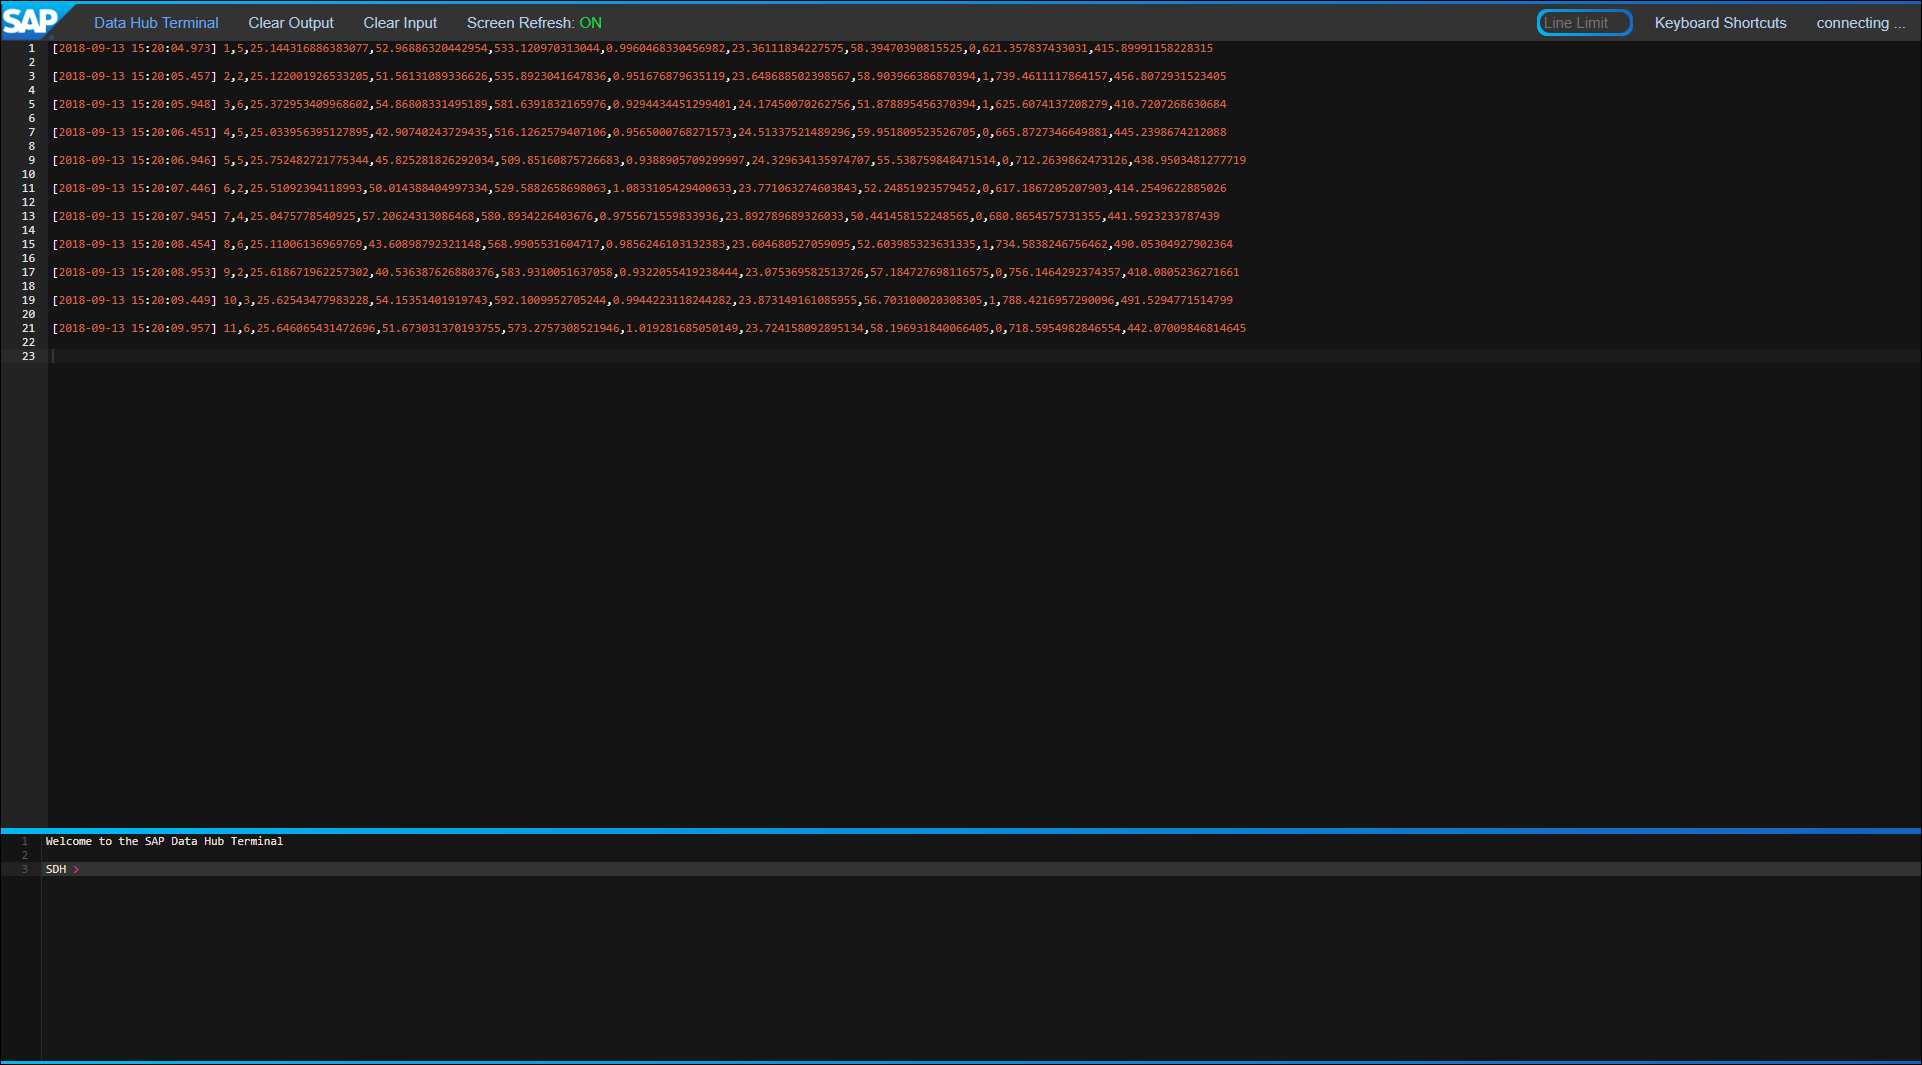 SAP Data Hub Terminal Clear Output Clear Input Screen Refresh: ON Line Limit Keyboard Shortcuts connecting ...
1 [2018-09-13 15:20:04.973] 1,5,25.144316886383077,52.96886320442954,533.120970313044,0.9960468330456982,23.36111834227575,58.39470390815525,0,621.357837433031,415.89991158228315
2
3 [2018-09-13 15:20:05.457] 2,2,25.122001926533205,51.56131089336626,535.8923041647836,0.951676879635119,23.648688502398567,58.903966386870394,1,739.4611117864157,456.8072931523405
4
5 [2018-09-13 15:20:05.948] 3,6,25.372953409968602,54.86808331495189,581.6391832165976,0.9294434451299401,24.17450070262756,51.878895456370394,1,625.6074137208279,410.7207268630684
6
7 [2018-09-13 15:20:06.451] 4,5,25.033956395127895,42.90740243729435,516.1262579407106,0.9565000768271573,24.51337521489296,59.951809523526705,0,665.8727346649881,445.2398674212088
8
9 [2018-09-13 15:20:06.946] 5,5,25.752482721775344,45.825281826292034,509.85160875726683,0.9388905709299997,24.329634135974707,55.538759848471514,0,712.2639862473126,438.9503481277719
10
11 [2018-09-13 15:20:07.446] 6,2,25.51092394118993,50.014388404997334,529.5882658698063,1.0833105429400633,23.771063274603843,52.24851923579452,0,617.1867205207903,414.2549622885026
12
13 [2018-09-13 15:20:07.945] 7,4,25.0475778540925,57.20624313086468,580.8934226403676,0.9755671559833936,23.892789689326033,50.441458152248565,0,680.8654575731355,441.5923233787439
14
15 [2018-09-13 15:20:08.454] 8,6,25.11006136969769,43.60898792321148,568.9905531604717,0.9856246103132383,23.604680527059095,52.603985323631335,1,734.5838246756462,490.05304927902364
16
17 [2018-09-13 15:20:08.953] 9,2,25.618671962257302,40.536387626880376,583.9310051637058,0.9322055419238444,23.075369582513726,57.184727698116575,0,756.1464292374357,410.0805236271661
18
19 [2018-09-13 15:20:09.449] 10,3,25.62543477983228,54.15351401919743,592.1009952705244,0.9944223118244282,23.873149161085955,56.703100020308305,1,788.4216957290096,491.5294771514799
20
21 [2018-09-13 15:20:09.957] 11,6,25.646065431472696,51.673031370193755,573.2757308521946,1.019281685050149,23.724158092895134,58.196931840066405,0,718.5954982846554,442.07009846814645
22
23
1 Welcome to the SAP Data Hub Terminal
2
3 SDH >